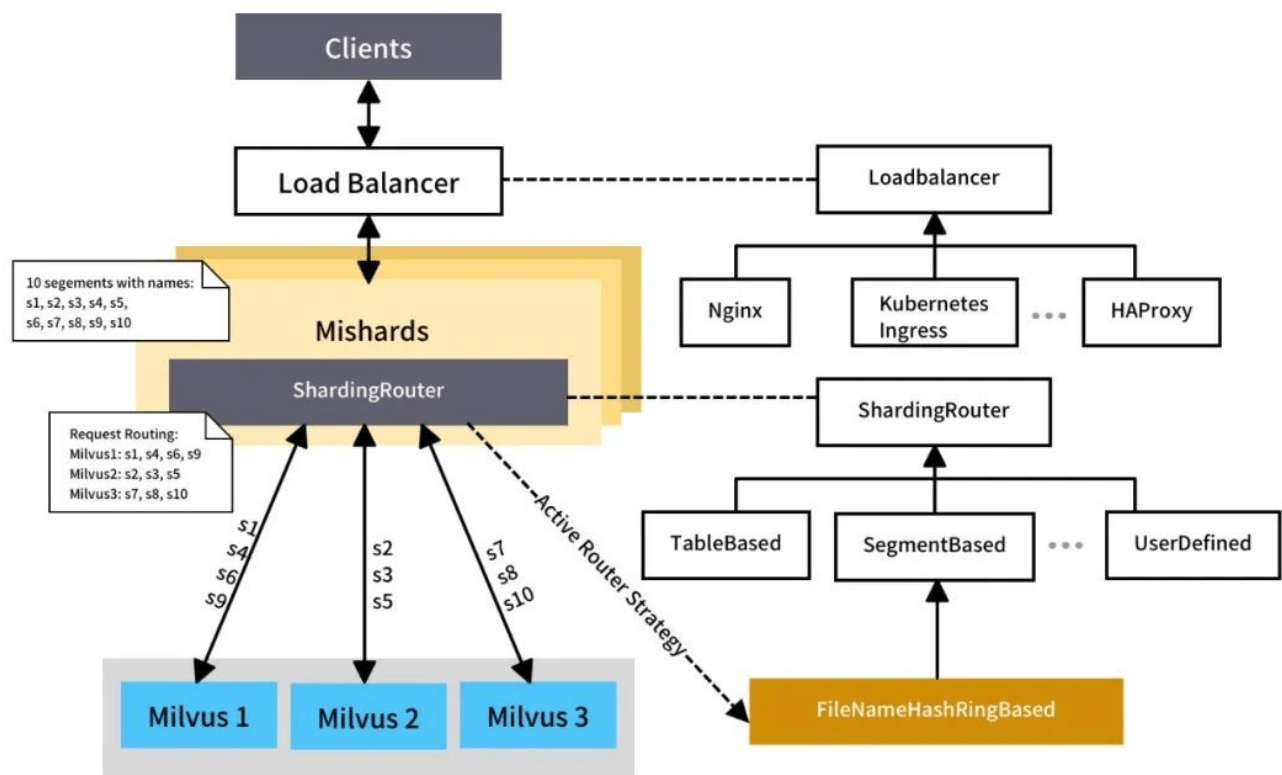 Clients
Load Balancer
Loadbalancer
10 segements with names:
s1, s2, s3, s4, s5,
s6, s7, s8, s9, s10
Nginx
Kubernetes
Ingress
HAProxy
Mishards
ShardingRouter
ShardingRouter
Request Routing:
Milvus1: s1, s4, s6, s9
Milvus2: s2, s3, s5
Milvus3: s7, s8, s10
s1
s4
s6
s9
s2
s3
s5
s7
s8
s10
Active Router Strategy
TableBased
SegmentBased
UserDefined
Milvus 1
Milvus 2
Milvus 3
FileNameHashRingBased